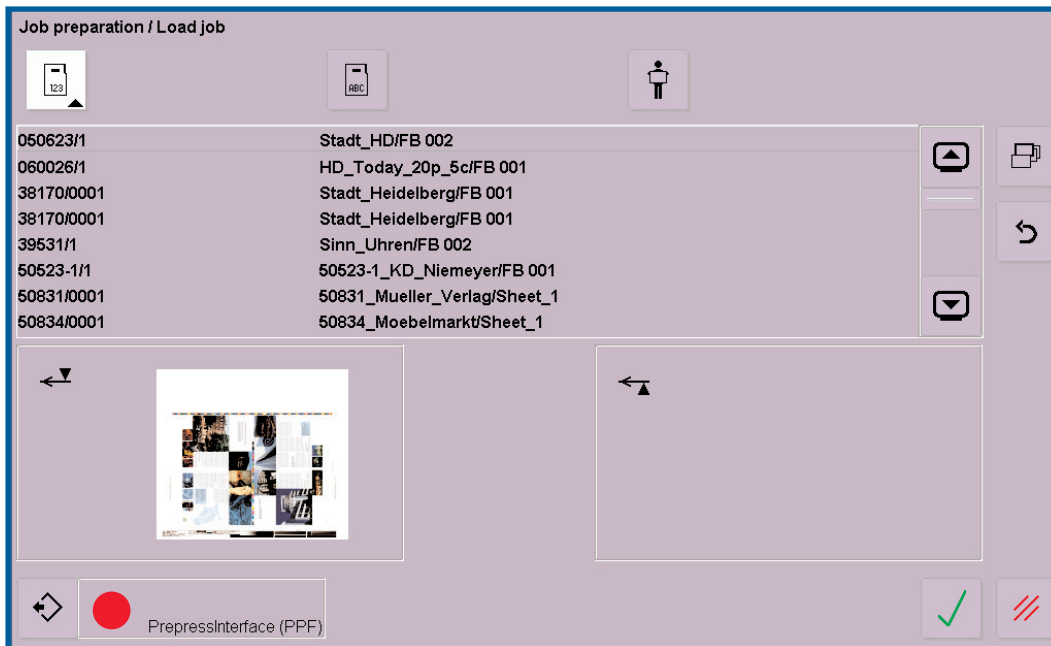 Job preparation / Load job
123
ABC
050623/1 Stadt_HD/FB 002
060026/1 HD_Today_20p_5c/FB 001
38170/0001 Stadt_Heidelberg/FB 001
38170/0001 Stadt_Heidelberg/FB 001
39531/1 Sinn_Uhren/FB 002
50523-1/1 50523-1_KD_Niemeyer/FB 001
50831/0001 50831_Mueller_Verlag/Sheet_1
50834/0001 50834_Moebelmarkt/Sheet_1
PrepressInterface (PPF)